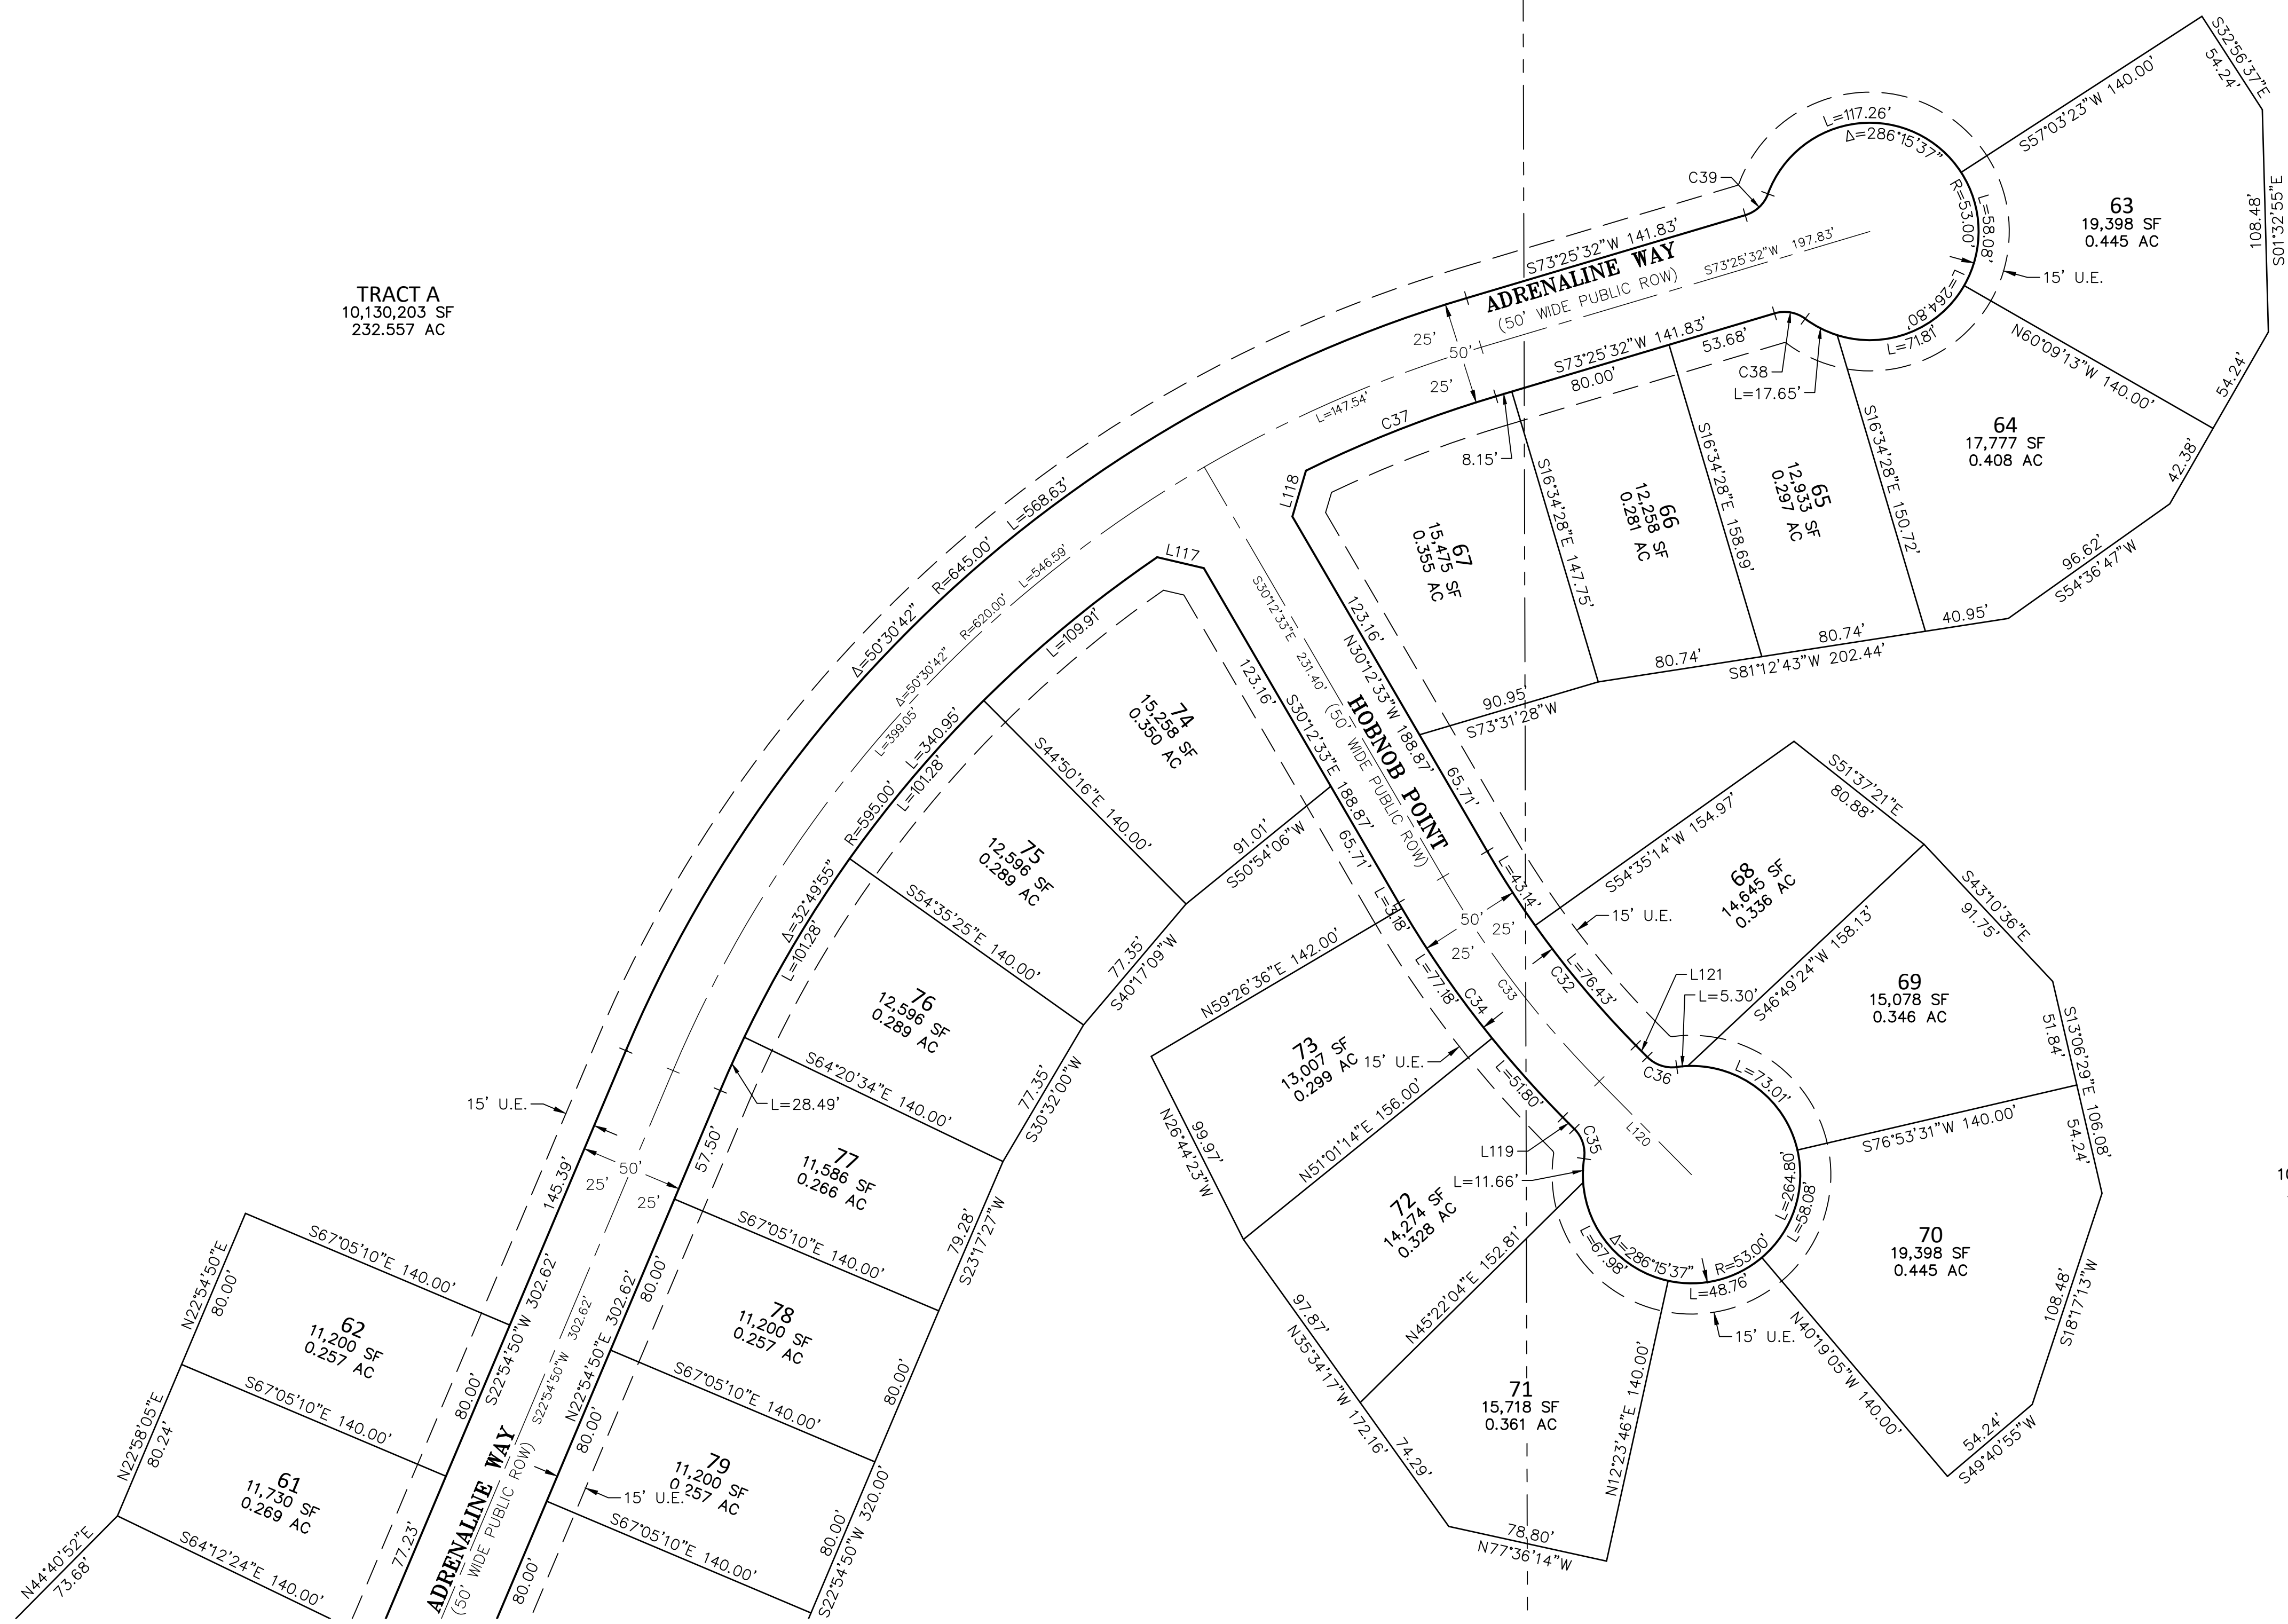 TRACT A
10,130,203 SF
232.557 AC
C39
L=117.26'
Δ=286°15'37"
R=53.00'
L=58.08'
L=264.80'
L=71.81'
S57°03'23"W 140.00'
S32°56'37"E
54.24'
108.48'
S01°32'55"E
63
19,398 SF
0.445 AC
15' U.E.
N60°09'13"W 140.00'
54.24'
42.38'
S73°25'32"W 141.83'
ADRENALINE WAY
(50' WIDE PUBLIC ROW)
S73°25'32"W 197.83'
25'
50'
25'
S73°25'32"W 141.83'
80.00'
53.68'
C38
L=17.65'
C37
8.15'
L=147.54'
L118
64
17,777 SF
0.408 AC
96.62'
S54°36'47"W
40.95'
S16°34'28"E 150.72'
65
12,933 SF
0.297 AC
S16°34'28"E 158.69'
66
12,258 SF
0.281 AC
S16°34'28"E 147.75'
67
15,475 SF
0.355 AC
80.74'
80.74'
S81°12'43"W 202.44'
90.95'
S73°31'28"W
L=568.63'
R=645.00'
Δ=50°30'42"
L=546.59'
R=620.00'
Δ=50°30'42"
L=399.05'
L117
L=109.91'
L=340.95'
L=101.28'
R=595.00'
Δ=32°49'55"
L=101.28'
L=28.49'
S30°12'33"E 231.40'
HOBNOB POINT
(50' WIDE PUBLIC ROW)
123.16'
N30°12'33"W 188.87'
65.71'
123.16'
S30°12'33"E 188.87'
65.71'
74
15,258 SF
0.350 AC
S44°50'16"E 140.00'
91.01'
S50°54'06"W
75
12,596 SF
0.289 AC
S54°35'25"E 140.00'
77.35'
S40°17'09"W
76
12,596 SF
0.289 AC
S64°20'34"E 140.00'
77.35'
S30°32'00"W
77
11,586 SF
0.266 AC
57.50'
S67°05'10"E 140.00'
79.28'
S23°17'27"W
78
11,200 SF
0.257 AC
80.00'
S67°05'10"E 140.00'
80.00'
79
11,200 SF
0.257 AC
80.00'
15' U.E.
S67°05'10"E 140.00'
80.00'
S22°54'50"W 320.00'
80.00'
L=43.14'
L=3.18'
50'
25'
25'
S54°35'14"W 154.97'
S51°37'21"E
80.88'
68
14,645 SF
0.336 AC
15' U.E.
L=76.43'
C32
C33
C34
L=77.18'
L121
L=5.30'
C36
S46°49'24"W 158.13'
S43°10'36"E
91.75'
69
15,078 SF
0.346 AC
51.84'
S13°06'29"E 106.08'
54.24'
L=73.01'
S76°53'31"W 140.00'
N59°26'36"E 142.00'
73
13,007 SF
0.299 AC
15' U.E.
N51°01'14"E 156.00'
99.97'
N26°44'23"W
L=51.80'
L119
C35
L=11.66'
L120
72
14,274 SF
0.328 AC
N45°22'04"E 152.81'
97.87'
N35°34'17"W 172.16'
74.29'
L=67.98'
Δ=286°15'37"
R=53.00'
L=48.76'
L=264.80'
L=58.08'
15' U.E.
70
19,398 SF
0.445 AC
108.48'
S18°17'13"W
54.24'
S49°40'55"W
N40°19'05"W 140.00'
71
15,718 SF
0.361 AC
N12°23'46"E 140.00'
78.80'
N77°36'14"W
15' U.E.
145.39'
50'
25'
25'
S22°54'50"W 302.62'
S22°54'50"W 302.62'
N22°54'50"E 302.62'
80.00'
ADRENALINE WAY
(50' WIDE PUBLIC ROW)
S67°05'10"E 140.00'
N22°54'50"E
80.00'
62
11,200 SF
0.257 AC
80.00'
S67°05'10"E 140.00'
N22°58'05"E
80.24'
61
11,730 SF
0.269 AC
77.23'
S64°12'24"E 140.00'
N44°40'52"E
73.68'